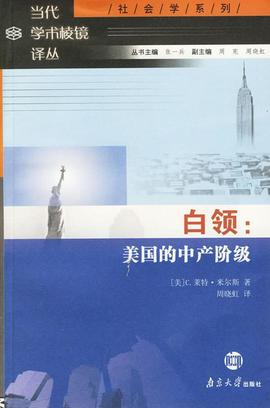 当代
学术棱镜
译丛
/社/会/学/系/列/
丛书主编 张一兵 副主编 周宪 周晓虹
白领:
美国的中产阶级
[美]C.莱特·米尔斯 著
周晓虹 译
南京大学出版社